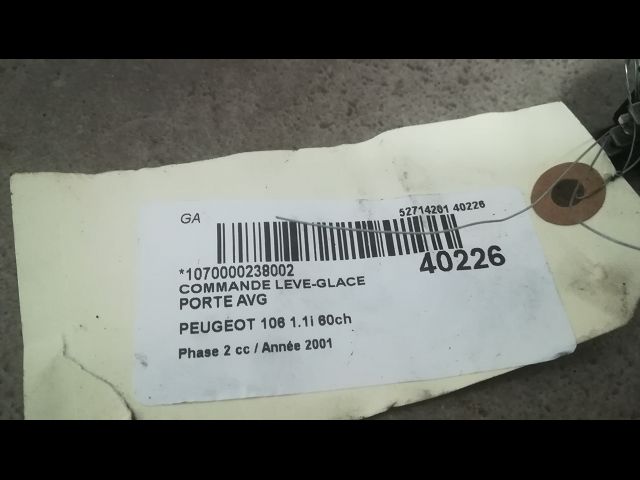 GA
52714201 40226
*1070000238002
40226
COMMANDE LEVE-GLACE
PORTE AVG
PEUGEOT 106 1.1i 60ch
Phase 2 cc / Année 2001